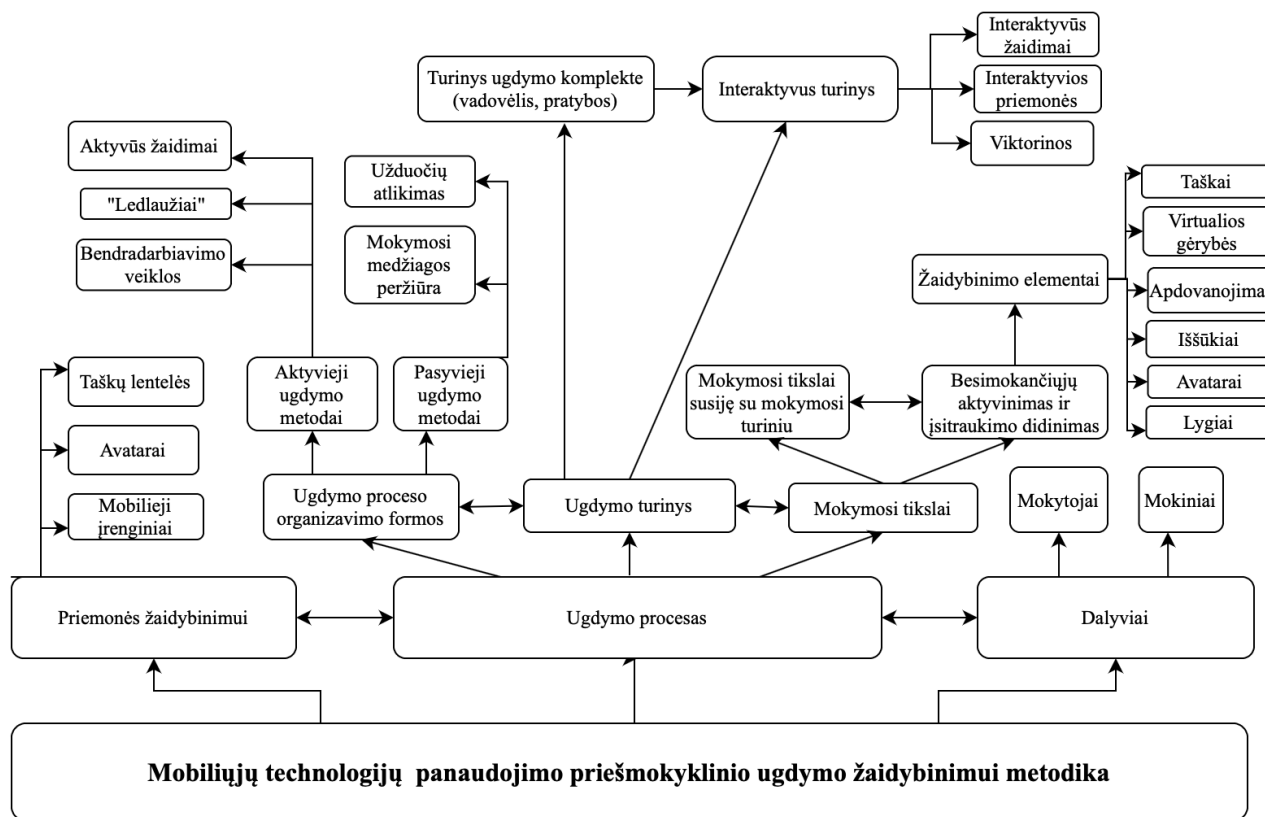 Interaktyvūs
žaidimai
Turinys ugdymo komplekte
(vadovėlis, pratybos)
Interaktyvus turinys
Interaktyvios
priemonės
Viktorinos
Aktyvūs žaidimai
"Ledlaužiai"
Bendradarbiavimo
veiklos
Užduočių
atlikimas
Mokymosi
medžiagos
peržiūra
Taškai
Virtualios
gėrybės
Žaidybinimo elementai
Apdovanojima
Iššūkiai
Avatarai
Lygiai
Taškų lentelės
Avatarai
Mobilieji
įrenginiai
Aktyvieji
ugdymo
metodai
Pasyvieji
ugdymo
metodai
Mokymosi tikslai
susiję su mokymosi
turiniu
Besimokančiųjų
aktyvinimas ir
įsitraukimo didinimas
Ugdymo proceso
organizavimo formos
Ugdymo turinys
Mokymosi tikslai
Mokytojai
Mokiniai
Priemonės žaidybinimui
Ugdymo procesas
Dalyviai
Mobiliųjų technologijų panaudojimo priešmokyklinio ugdymo žaidybinimui metodika